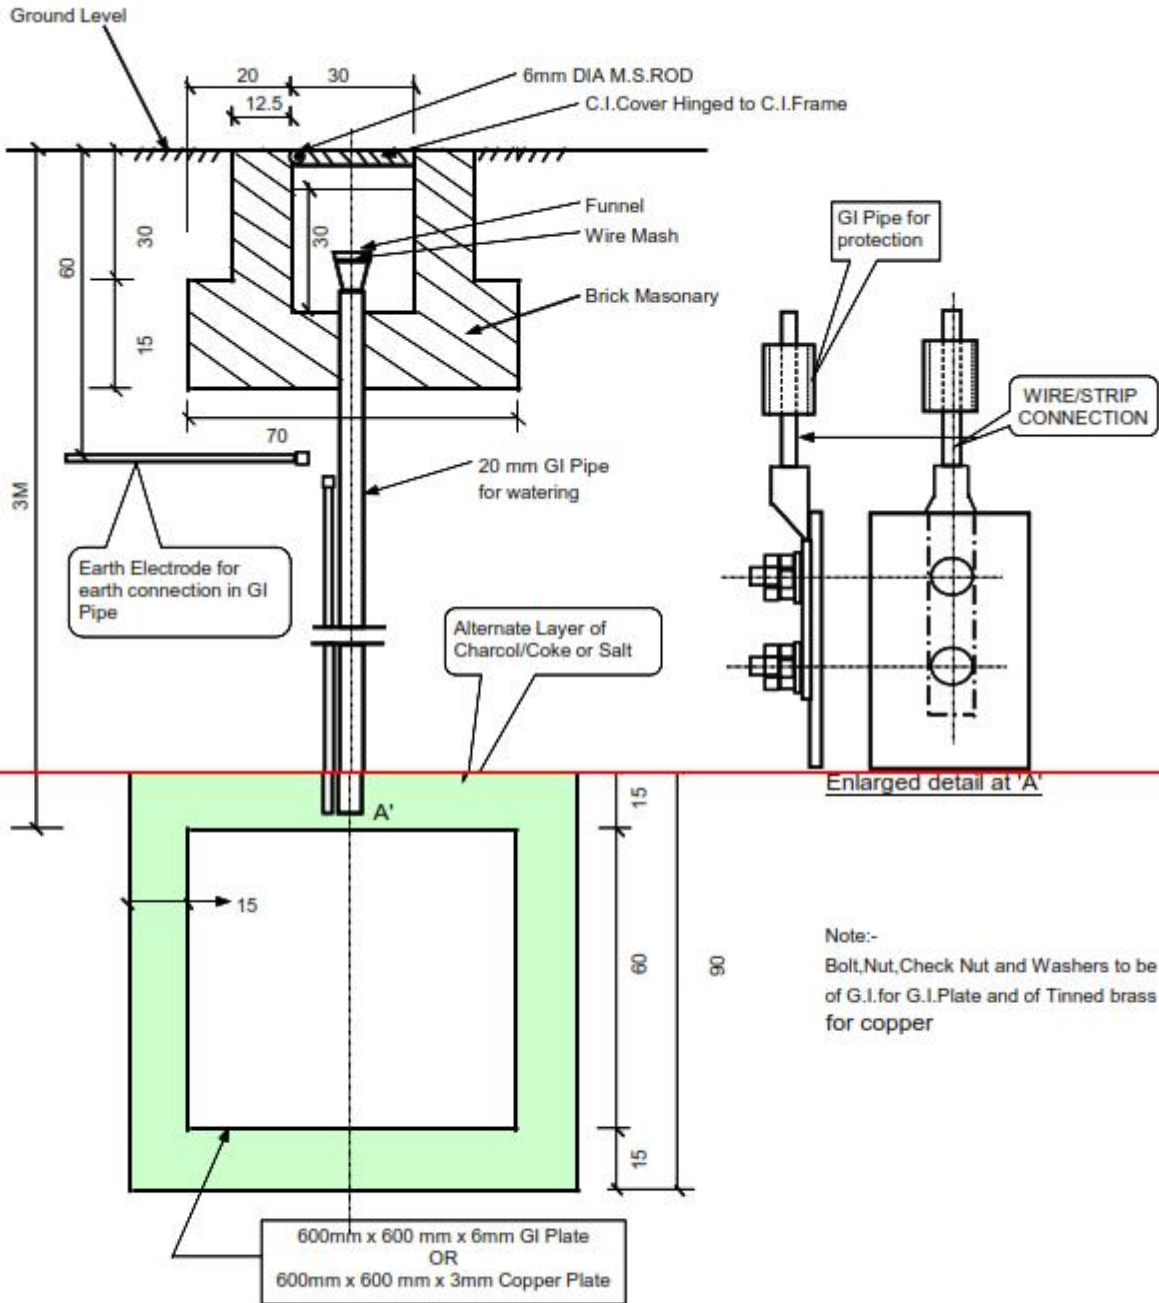 Ground Level
20
30
12.5
6mm DIA M.S.ROD
C.I.Cover Hinged to C.I.Frame
30
60
15
30
Funnel
Wire Mash
Brick Masonary
70
3M
20 mm GI Pipe
for watering
Earth Electrode for
earth connection in GI
Pipe
Alternate Layer of
Charcol/Coke or Salt
GI Pipe for
protection
WIRE/STRIP
CONNECTION
Enlarged detail at 'A'
A'
15
15
60
90
15
Note:-
Bolt,Nut,Check Nut and Washers to be
of G.I.for G.I.Plate and of Tinned brass
for copper
600mm x 600 mm x 6mm GI Plate
OR
600mm x 600 mm x 3mm Copper Plate